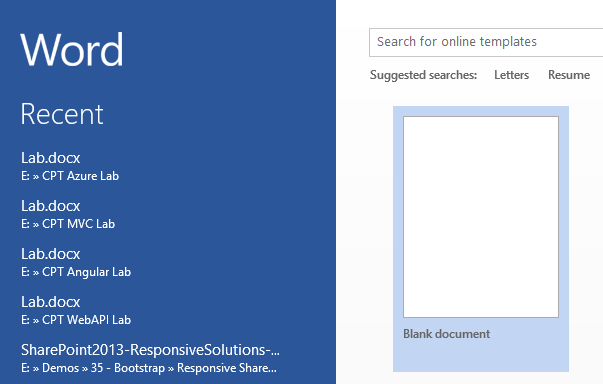 Word
Recent
Lab.docx
E: » CPT Azure Lab
Lab.docx
E: » CPT MVC Lab
Lab.docx
E: » CPT Angular Lab
Lab.docx
E: » CPT WebAPI Lab
SharePoint2013-ResponsiveSolutions-...
E: » Demos » 35 - Bootstrap » Responsive Share...
Search for online templates
Suggested searches: Letters Resume
Blank document